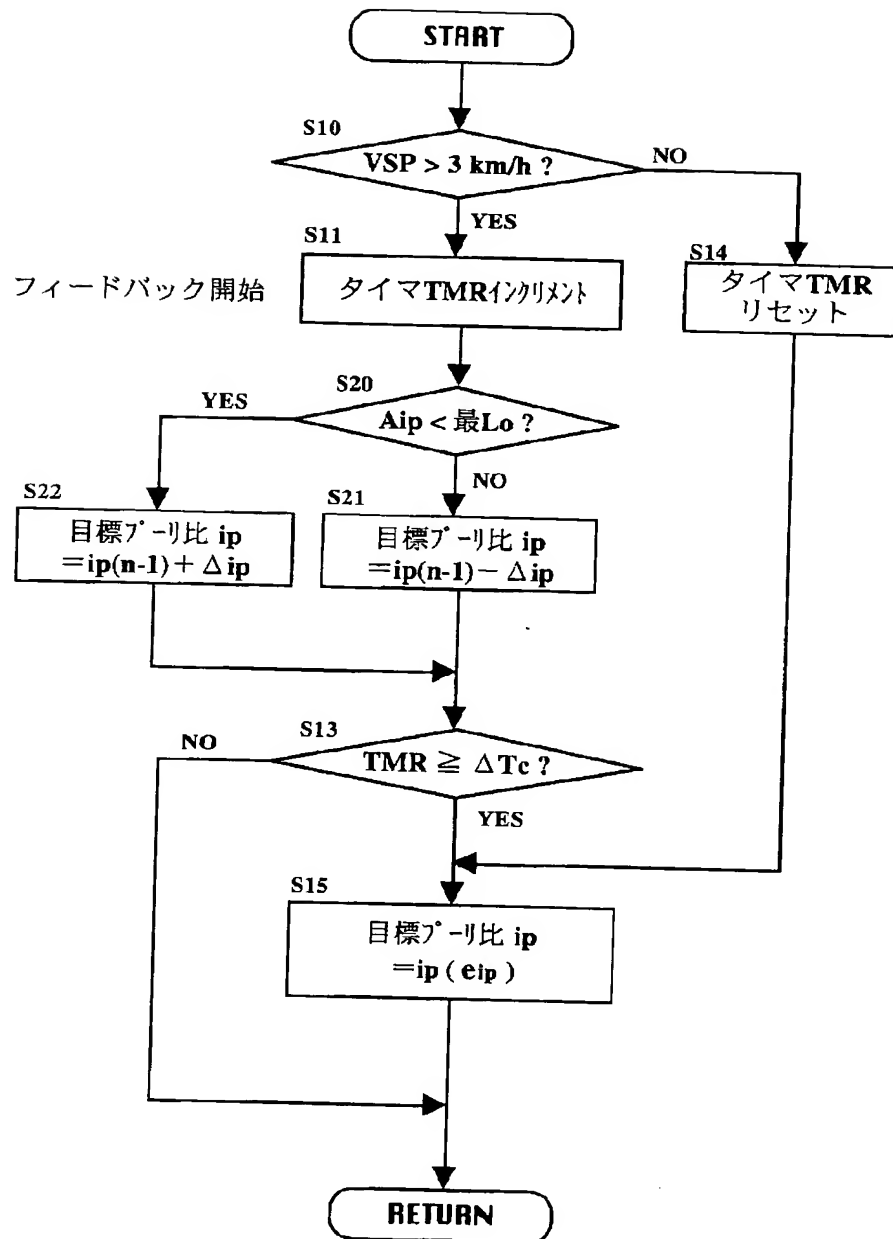 START
S10
VSP > 3 km/h ?
NO
YES
S11
S14
フィードバック開始
タイマTMRインクリメント
タイマTMR
リセット
S20
YES
Aip < 最Lo ?
NO
S22
S21
目標プーリ比 ip
=ip(n-1)+Δip
目標プーリ比 ip
=ip(n-1)-Δip
S13
NO
TMR ≧ ΔTc ?
YES
S15
目標プーリ比 ip
=ip ( eip )
RETURN